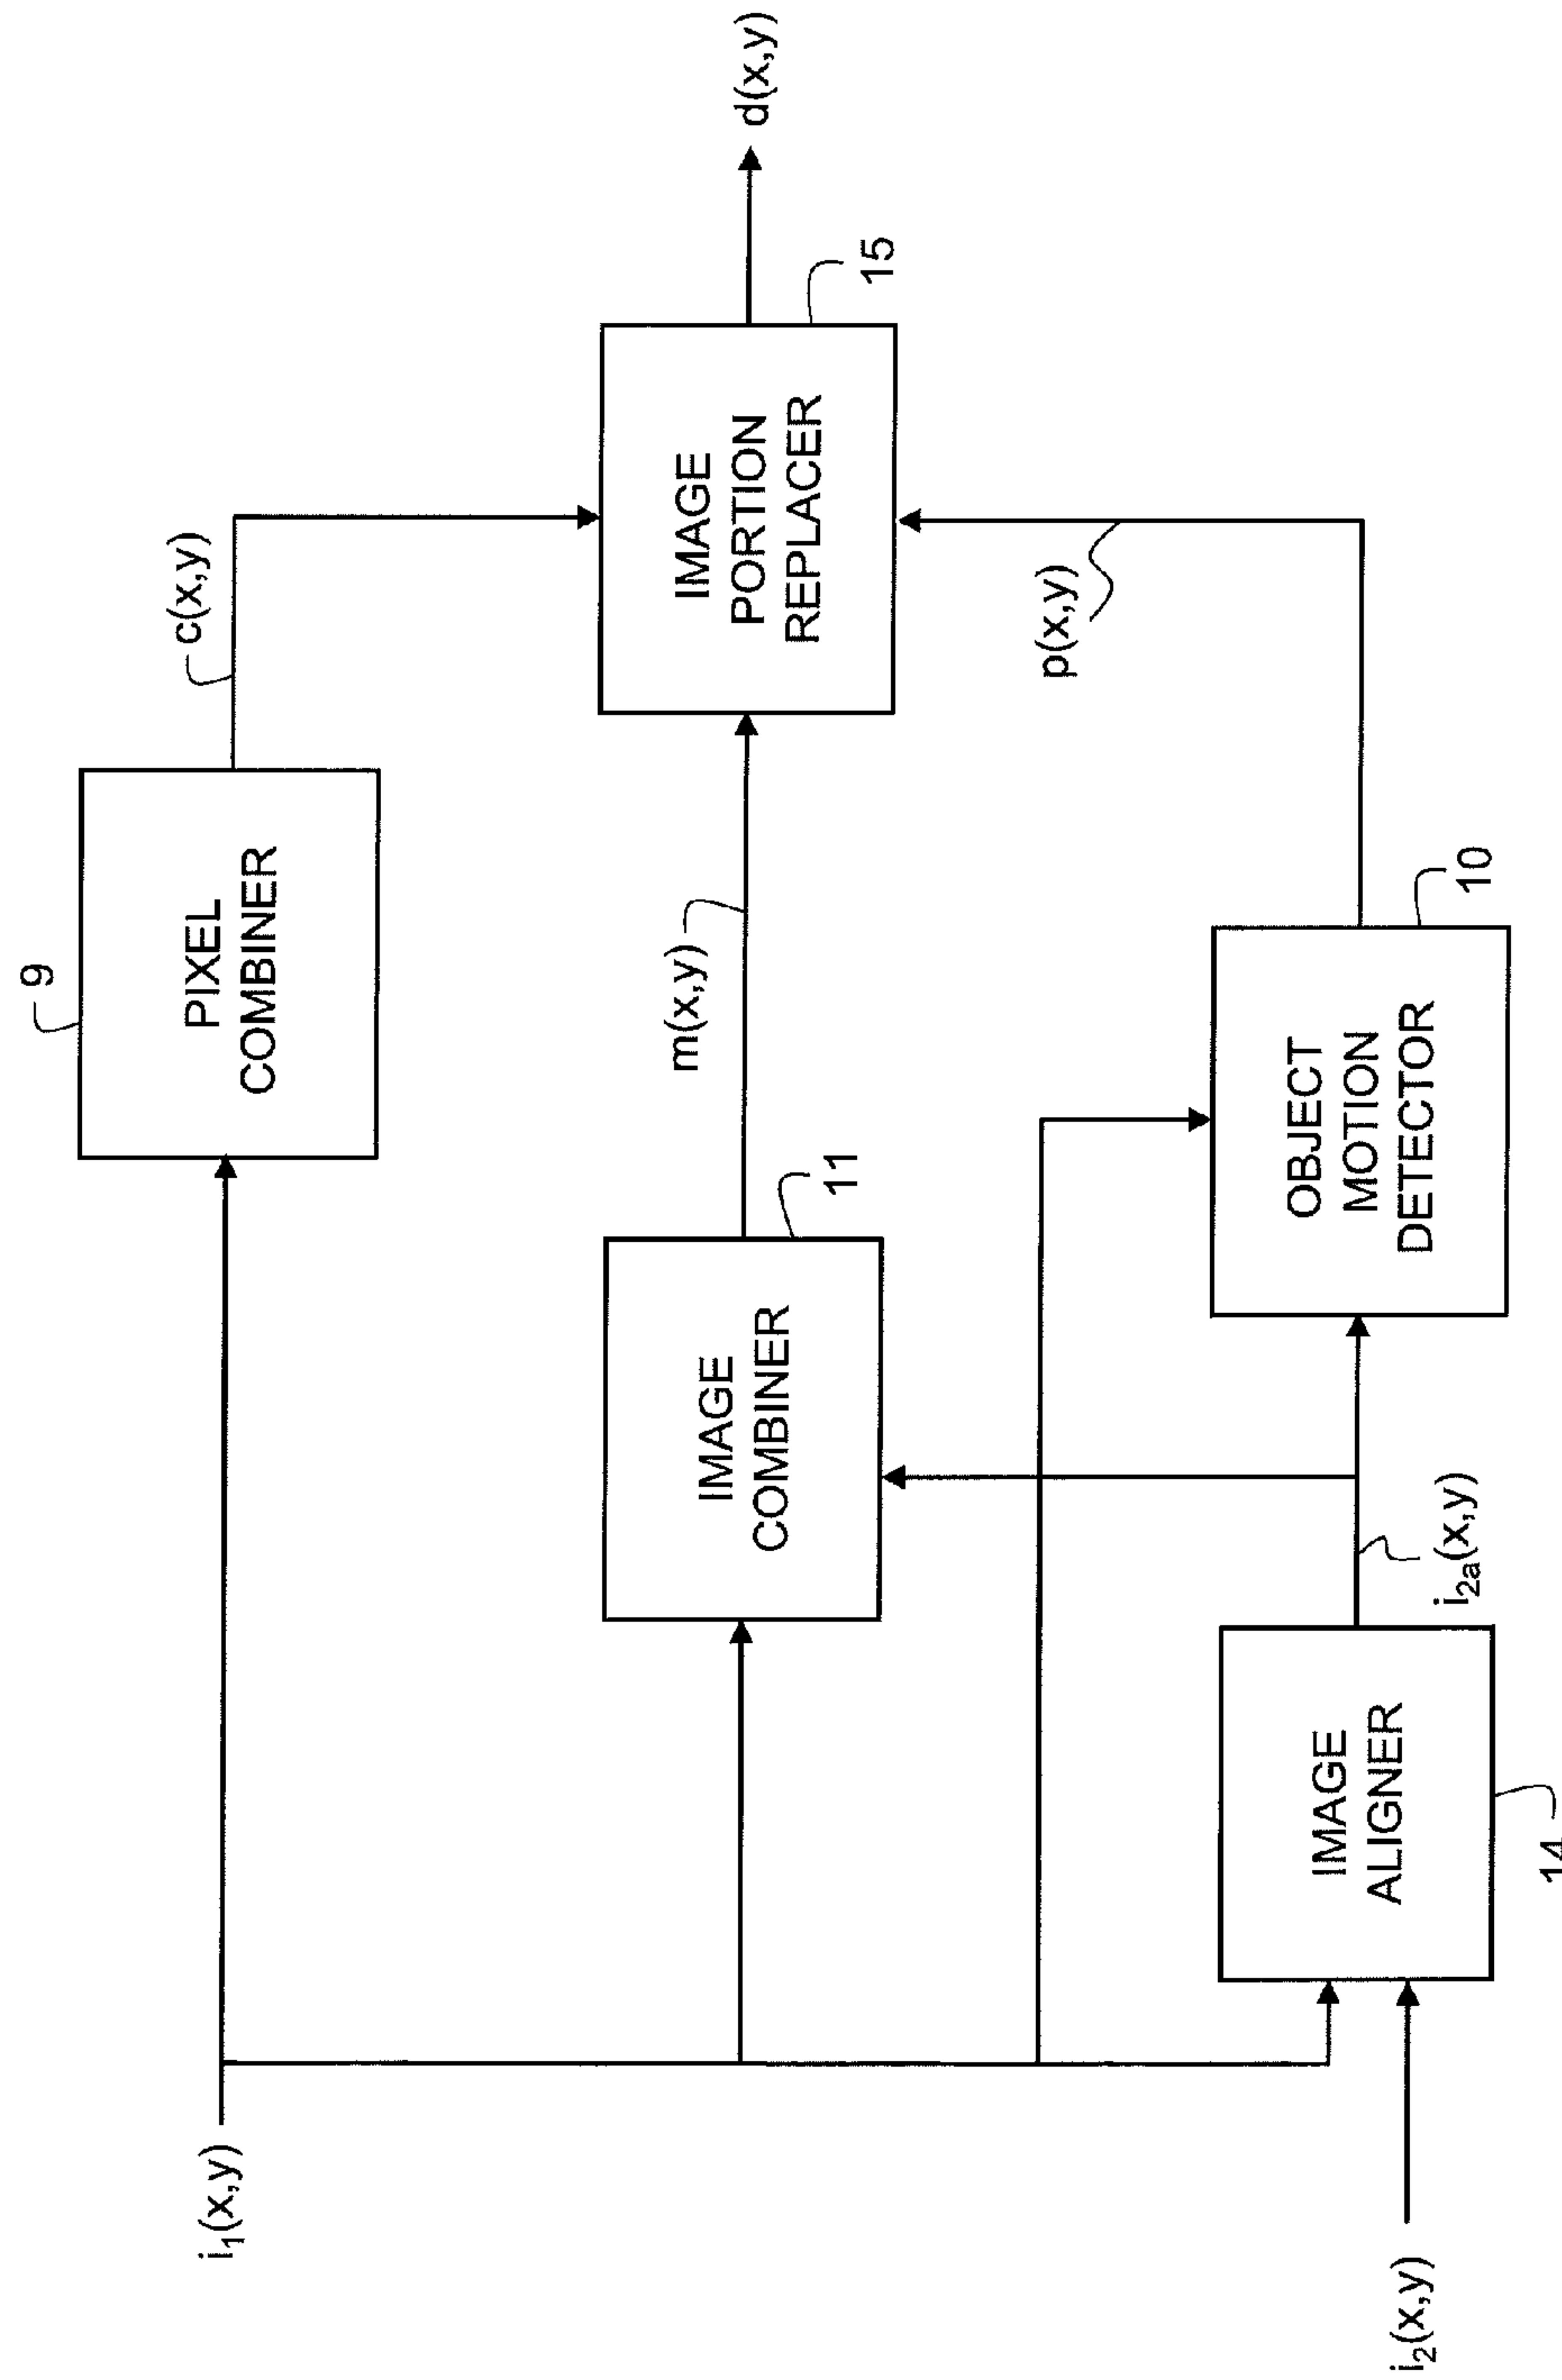 i1(x,y)
9
PIXEL
COMBINER
c(x,y)
IMAGE
COMBINER
11
m(x,y)
IMAGE
PORTION
REPLACER
15
d(x,y)
i2(x,y)
IMAGE
ALIGNER
14
i2a(x,y)
OBJECT
MOTION
DETECTOR
10
p(x,y)